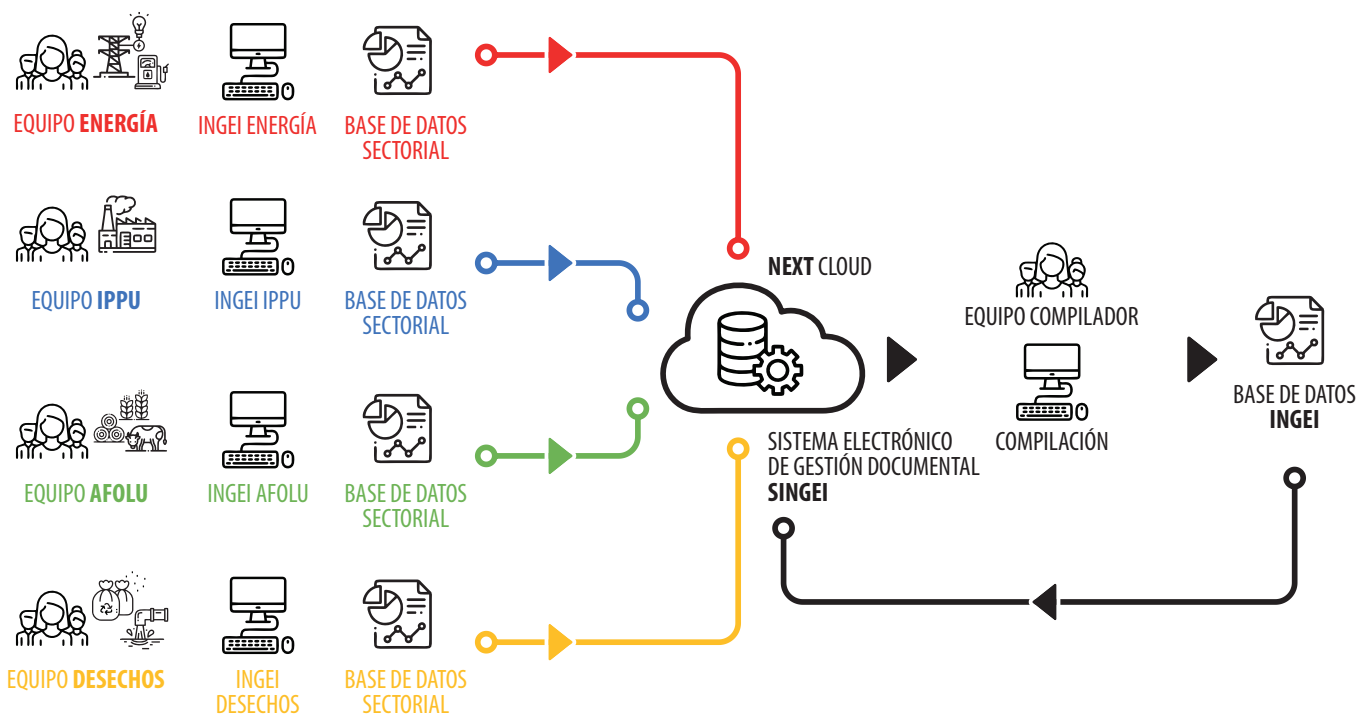 EQUIPO ENERGÍA
INGEI ENERGÍA
BASE DE DATOS
SECTORIAL
EQUIPO IPPU
INGEI IPPU
BASE DE DATOS
SECTORIAL
EQUIPO AFOLU
INGEI AFOLU
BASE DE DATOS
SECTORIAL
EQUIPO DESECHOS
INGEI
DESECHOS
BASE DE DATOS
SECTORIAL
NEXT CLOUD
SISTEMA ELECTRÓNICO
DE GESTIÓN DOCUMENTAL
SINGEI
EQUIPO COMPILADOR
COMPILACIÓN
BASE DE DATOS
INGEI